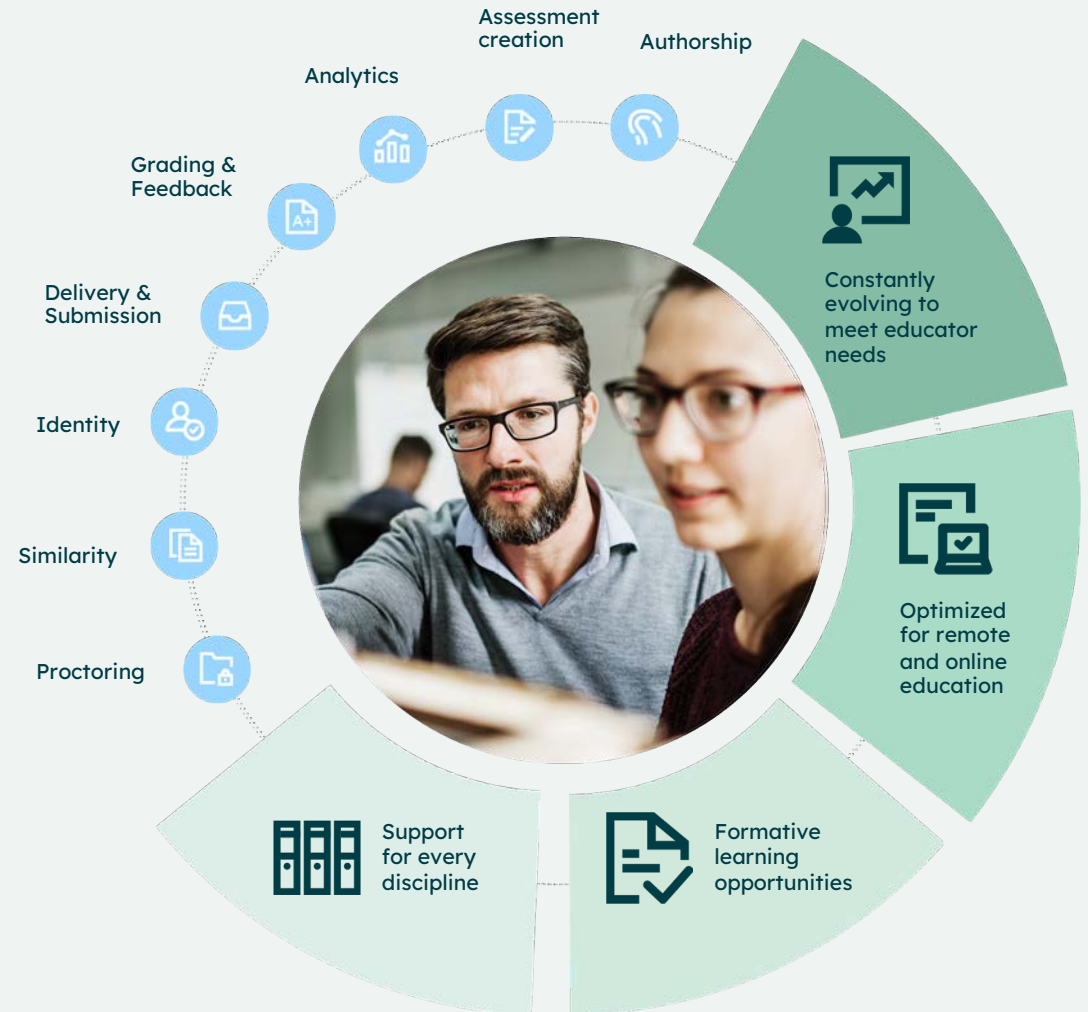 Assessment
creation
Authorship
Analytics
Grading &
Feedback
A+
Delivery &
Submission
Identity
Similarity
Proctoring
Constantly
evolving to
meet educator
needs
Optimized
for remote
and online
education
Formative
learning
opportunities
Support
for every
discipline